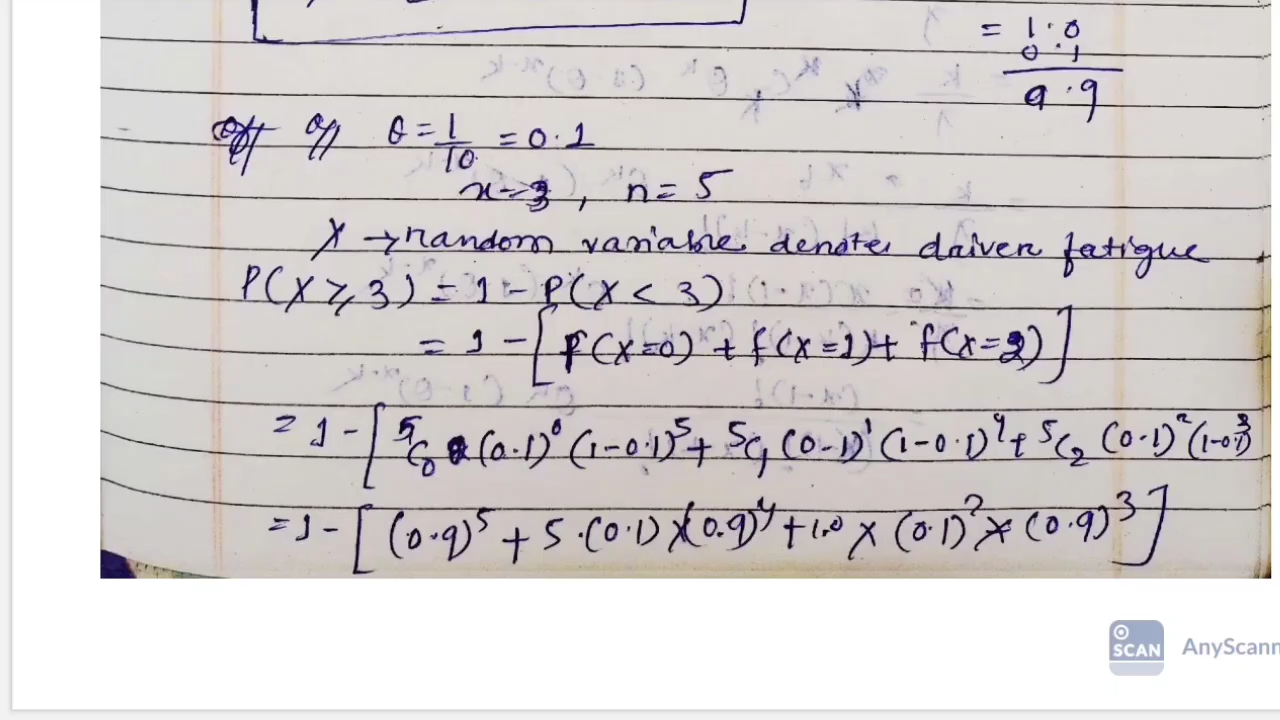 = 1.0
0.1
0.9
θ = 1/10 = 0.1
x = 3, n = 5
X → random variable denotes driver fatigue
P(X ≥ 3) = 1 - P(X < 3)
= 1 - [f(X=0) + f(X=1) + f(X=2)]
= 1 - [⁵C₀ (0.1)⁰ (1-0.1)⁵ + ⁵C₁ (0.1)¹ (1-0.1)⁴ + ⁵C₂ (0.1)² (1-0.1)³
= 1 - [(0.9)⁵ + 5.(0.1) × (0.9)⁴ + 10 × (0.1)² × (0.9)³]
SCAN AnyScann